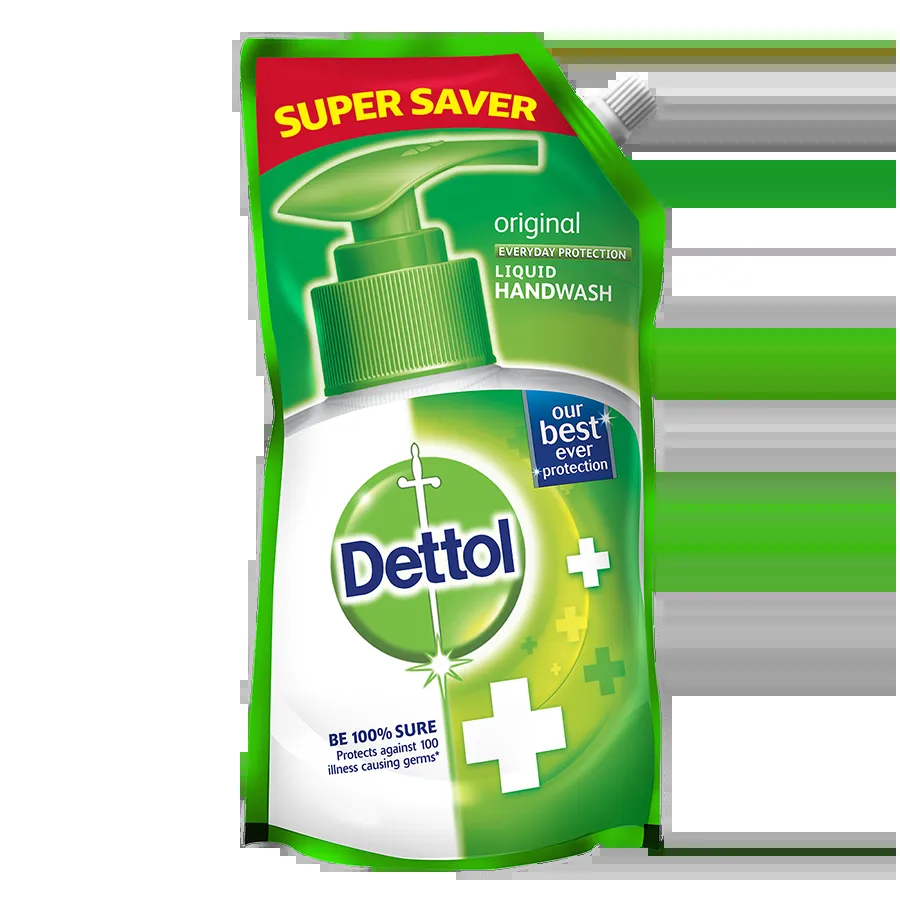 SUPER SAVER
original
EVERYDAY PROTECTION
LIQUID
HANDWASH
our
best
ever
protection
Dettol
BE 100% SURE
Protects against 100
illness causing germs*